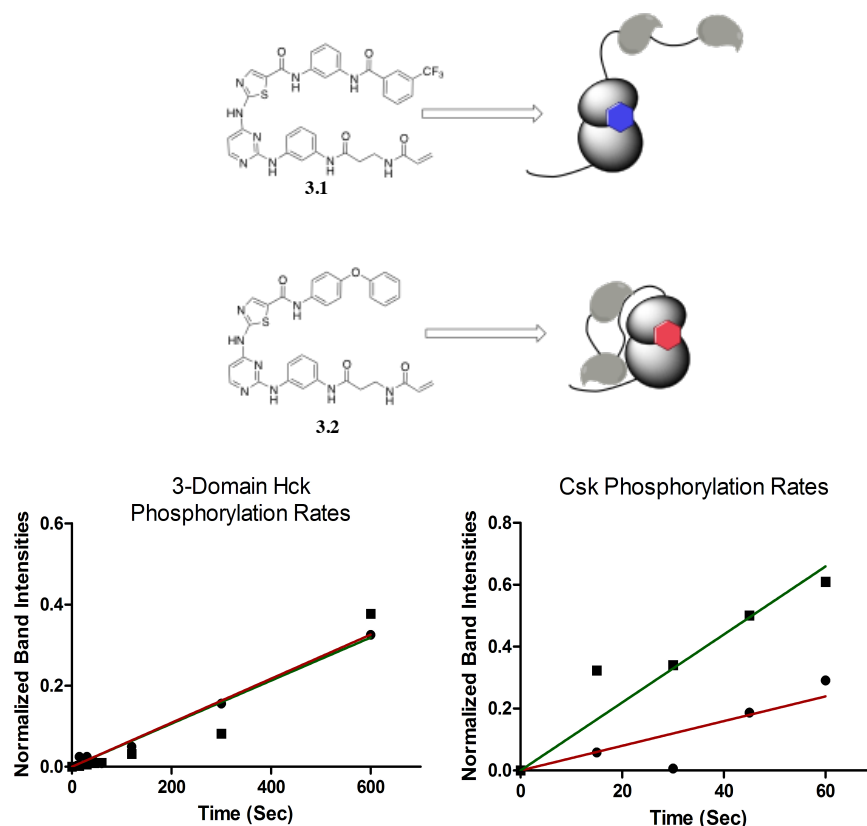 O
N
S
N
H
O
N
H
CF3
HN
N
N
N
H
O
N
H
N
H
O
3.1
O
N
S
N
H
O
HN
N
N
N
H
O
N
H
N
H
O
3.2
3-Domain Hck
Phosphorylation Rates
Normalized Band Intensities
0.6
0.4
0.2
0.0
0
200
400
600
Time (Sec)
Csk Phosphorylation Rates
Normalized Band Intensities
0.8
0.6
0.4
0.2
0.0
0
20
40
60
Time (Sec)